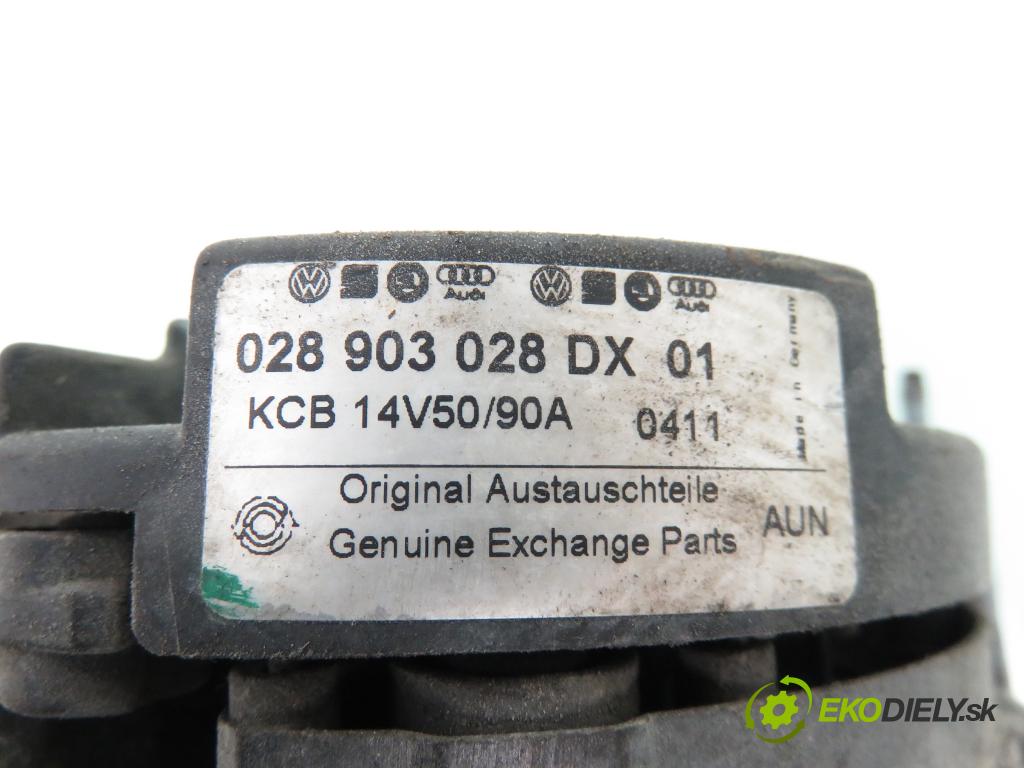 Audi Audi
028 903 028 DX 01
KCB 14V50/90A 0411
Original Austauschteile
Genuine Exchange Parts
AUN
Made in Germany
EKODIELY.sk